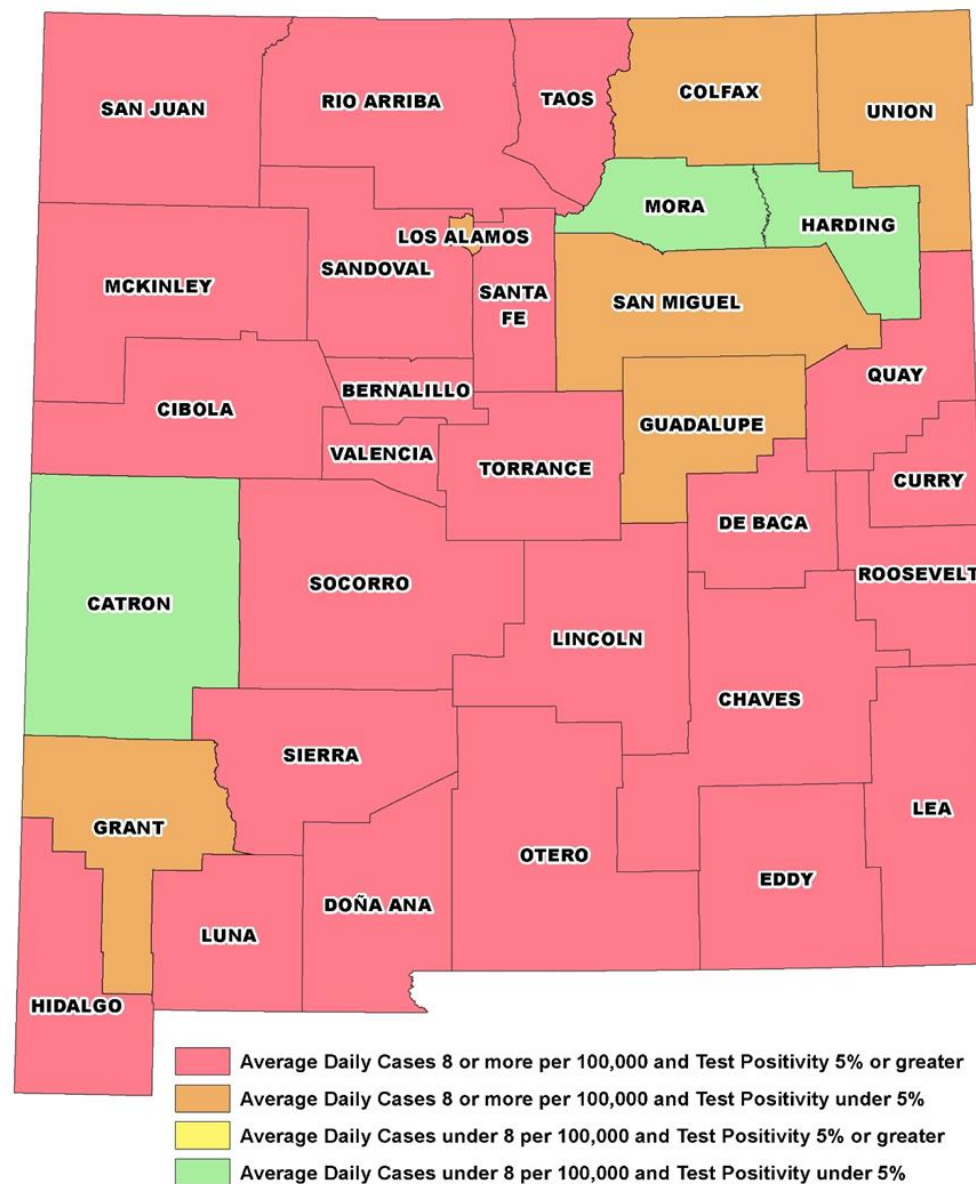 SAN JUAN
RIO ARRIBA
TAOS
COLFAX
UNION
MORA
HARDING
LOS ALAMOS
SANDOVAL
MCKINLEY
SANTA
FE
SAN MIGUEL
QUAY
BERNALILLO
CIBOLA
GUADALUPE
VALENCIA
TORRANCE
CURRY
DE BACA
ROOSEVELT
SOCORRO
CATRON
LINCOLN
CHAVES
SIERRA
LEA
GRANT
OTERO
EDDY
DOÑA ANA
LUNA
HIDALGO
Average Daily Cases 8 or more per 100,000 and Test Positivity 5% or greater
Average Daily Cases 8 or more per 100,000 and Test Positivity under 5%
Average Daily Cases under 8 per 100,000 and Test Positivity 5% or greater
Average Daily Cases under 8 per 100,000 and Test Positivity under 5%